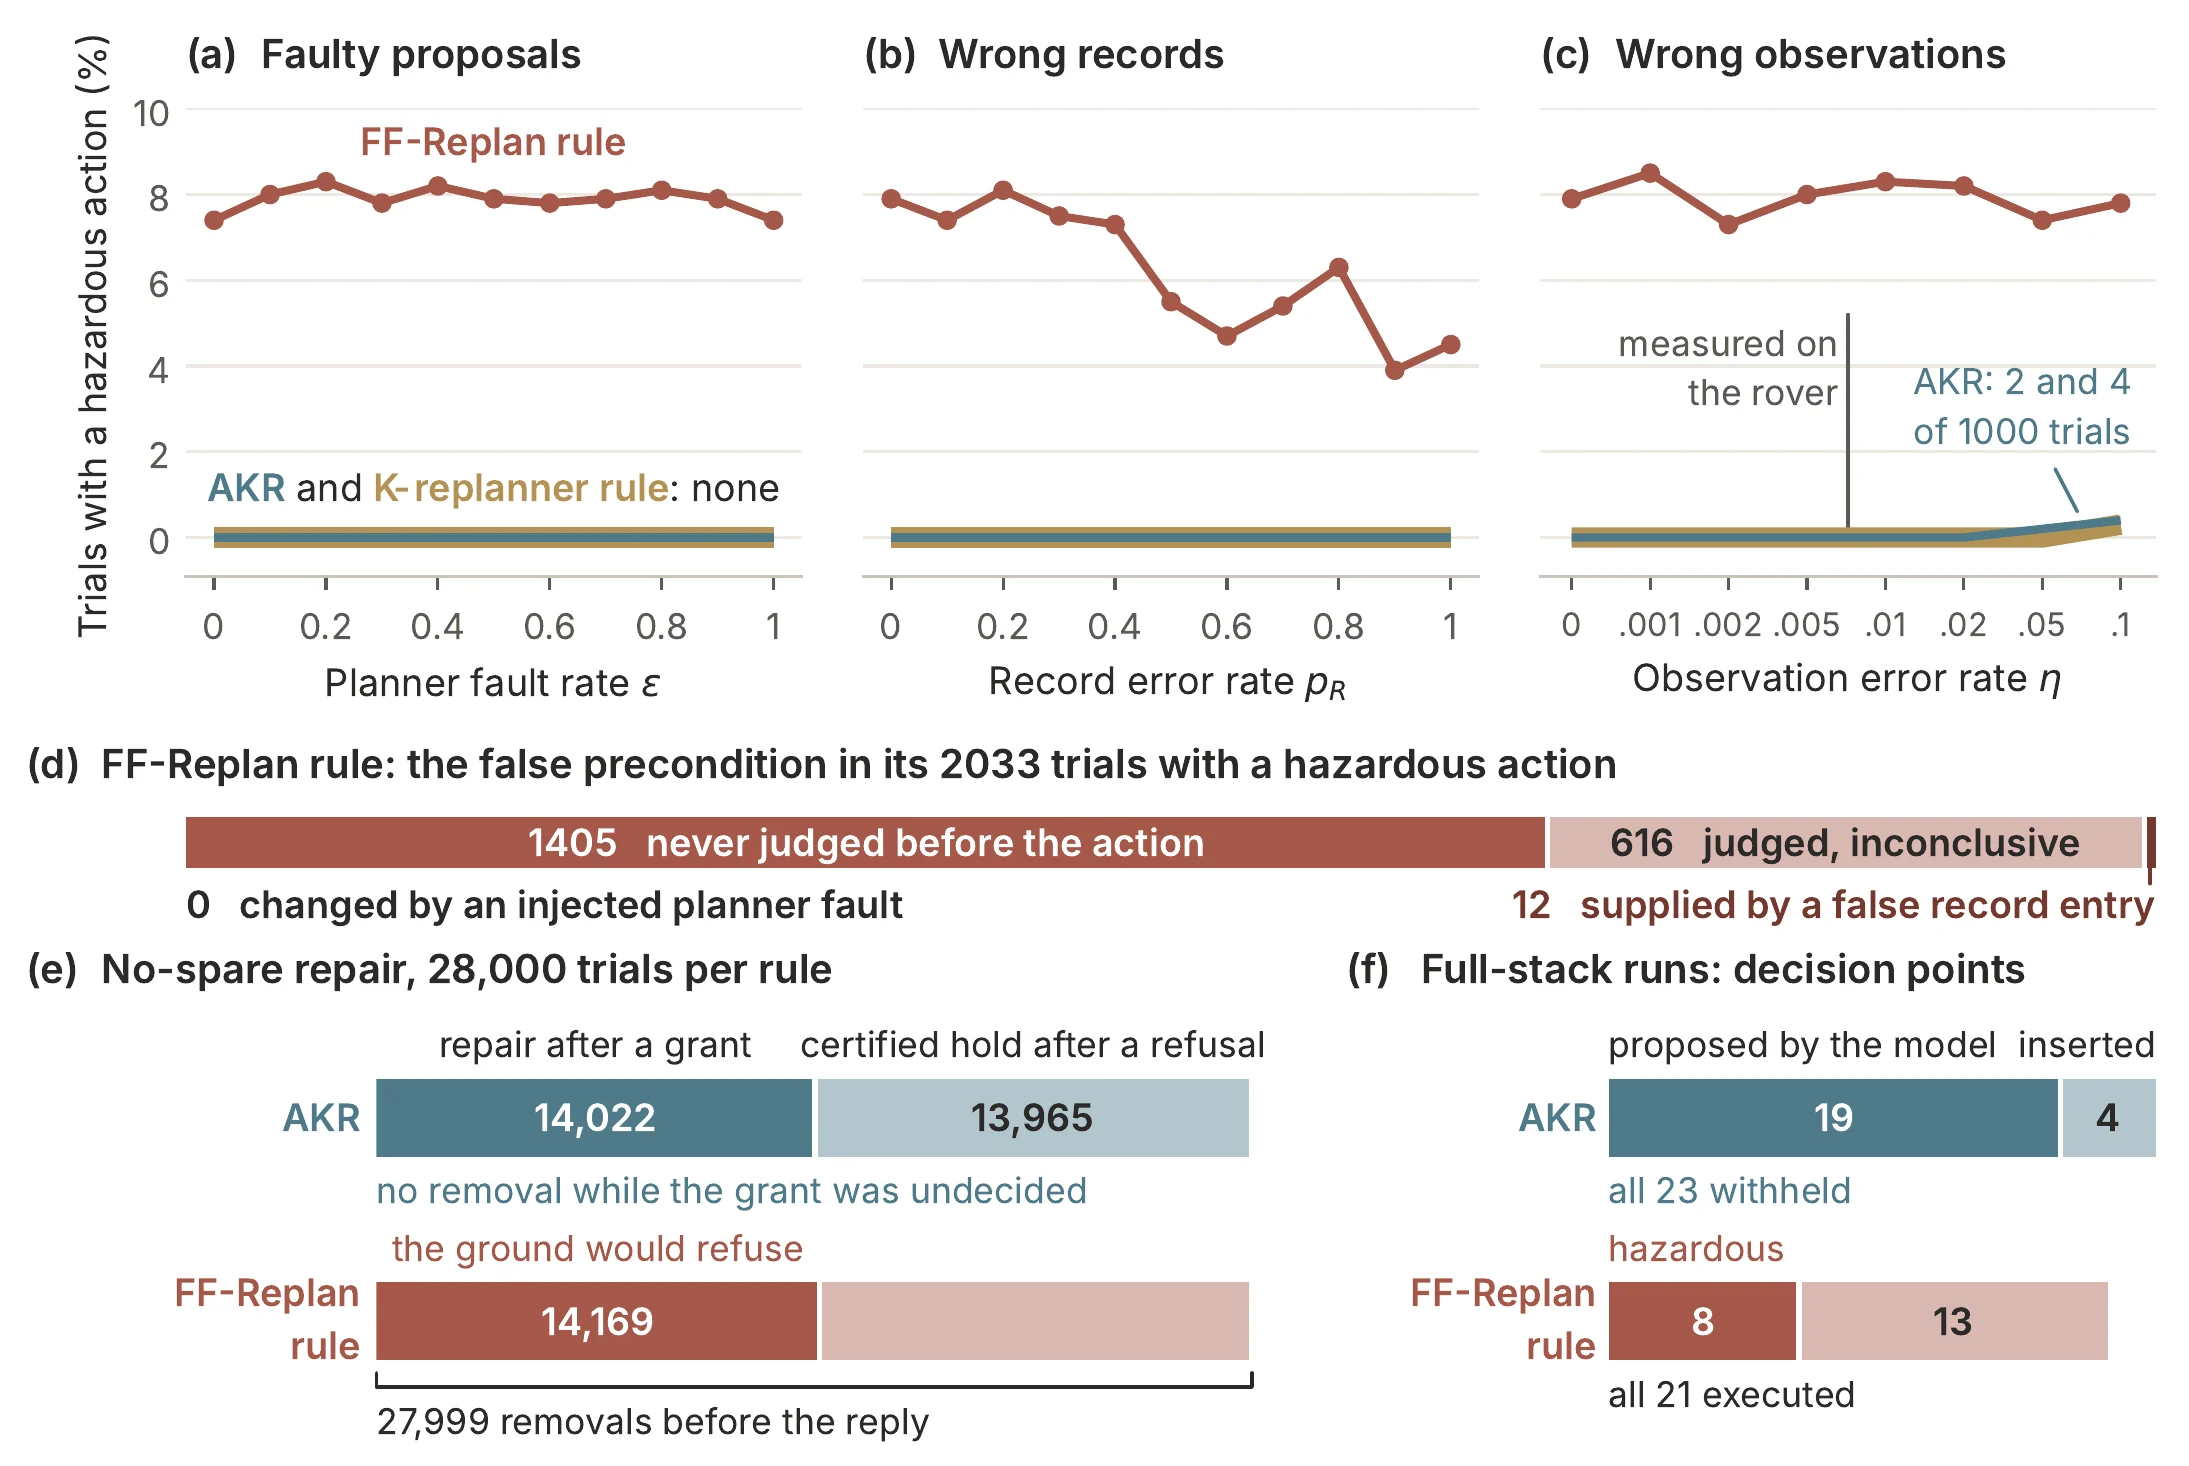 (a) Faulty proposals
(b) Wrong records
(c) Wrong observations
Trials with a hazardous action (%)
10
8
6
4
2
0
FF-Replan rule
AKR and K-replanner rule: none
measured on
the rover
AKR: 2 and 4
of 1000 trials
0 0.2 0.4 0.6 0.8 1
0 0.2 0.4 0.6 0.8 1
0 .001 .002 .005 .01 .02 .05 .1
Planner fault rate ε
Record error rate pR
Observation error rate η
(d) FF-Replan rule: the false precondition in its 2033 trials with a hazardous action
1405 never judged before the action
616 judged, inconclusive
0 changed by an injected planner fault
12 supplied by a false record entry
(e) No-spare repair, 28,000 trials per rule
repair after a grant
certified hold after a refusal
AKR
14,022
13,965
no removal while the grant was undecided
the ground would refuse
FF-Replan
rule
14,169
27,999 removals before the reply
(f) Full-stack runs: decision points
proposed by the model inserted
AKR
19
4
all 23 withheld
hazardous
FF-Replan
rule
8
13
all 21 executed